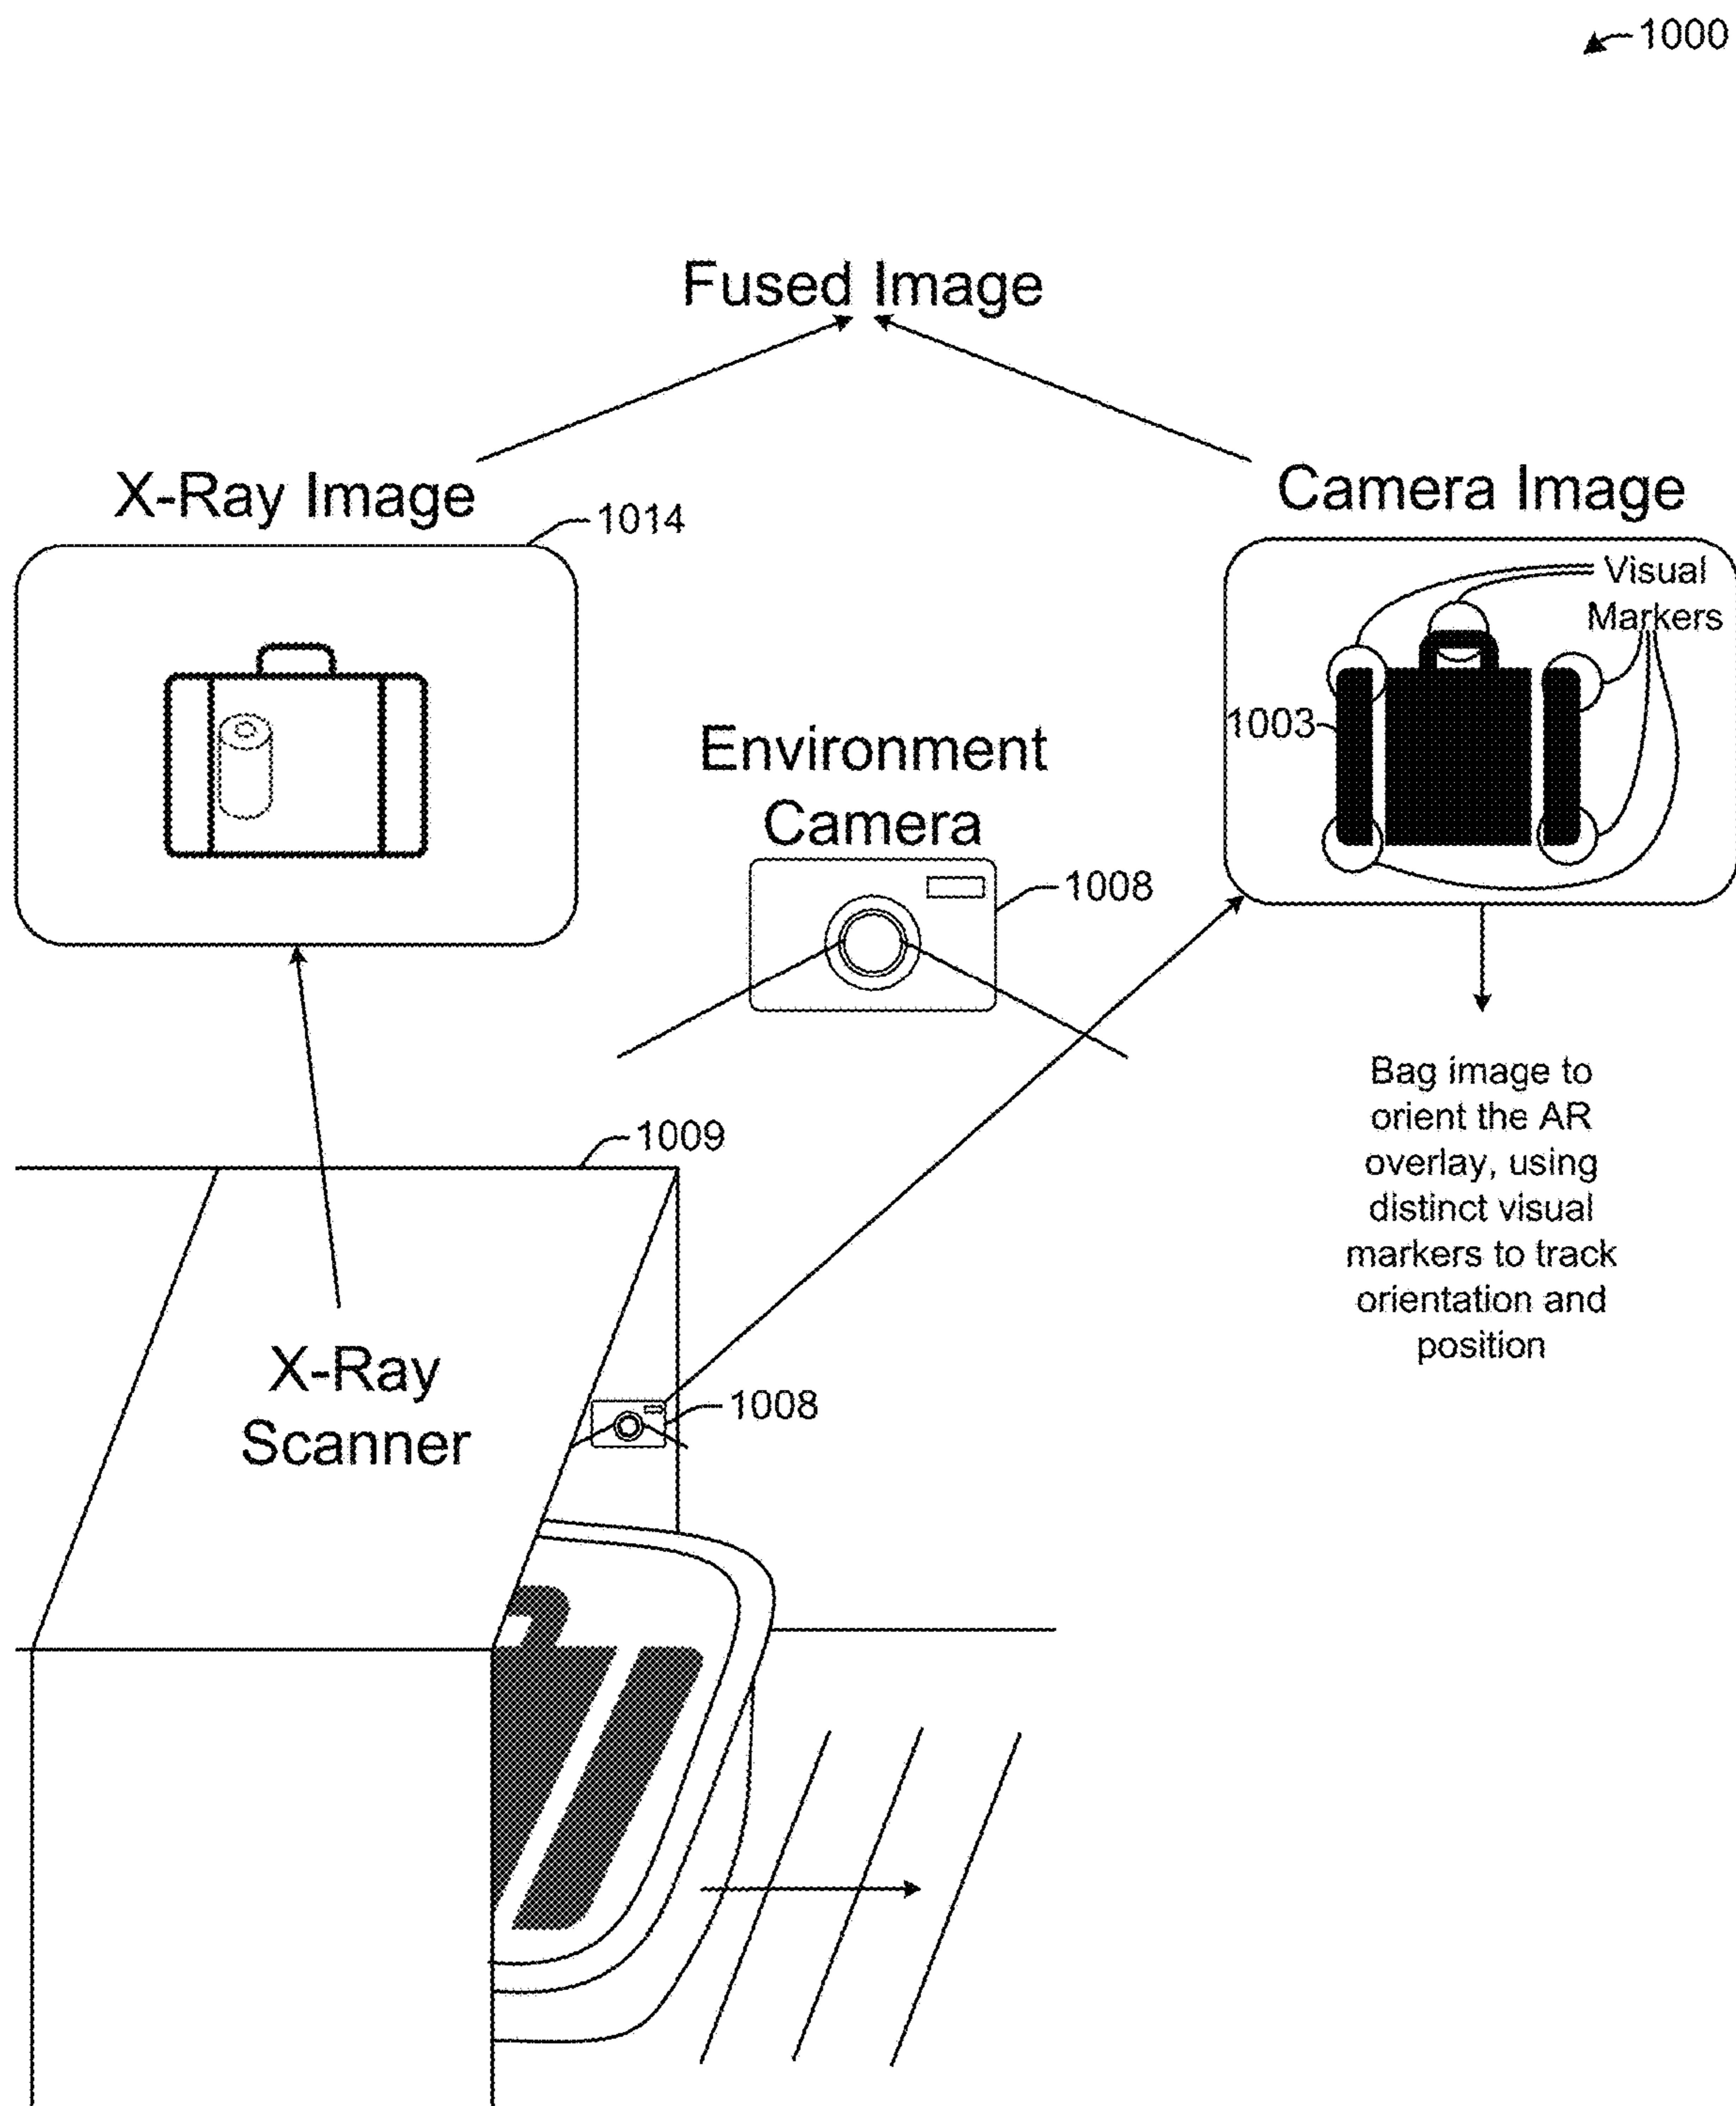 1000
Fused Image
X-Ray Image
1014
Camera Image
Visual
Markers
1003
Environment
Camera
1008
Bag image to
orient the AR
overlay, using
distinct visual
markers to track
orientation and
position
1009
X-Ray
Scanner
1008